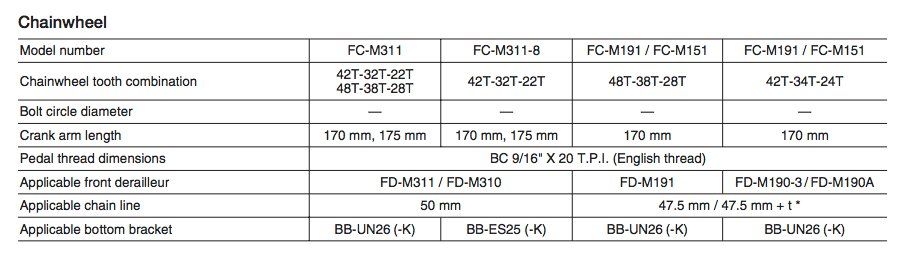 Chainwheel
Model number FC-M311 FC-M311-8 FC-M191 / FC-M151 FC-M191 / FC-M151
Chainwheel tooth combination 42T-32T-22T 48T-38T-28T 42T-32T-22T 48T-38T-28T 42T-34T-24T
Bolt circle diameter — — — —
Crank arm length 170 mm, 175 mm 170 mm, 175 mm 170 mm 170 mm
Pedal thread dimensions BC 9/16" X 20 T.P.I. (English thread)
Applicable front derailleur FD-M311 / FD-M310 FD-M191 FD-M190-3 / FD-M190A
Applicable chain line 50 mm 47.5 mm / 47.5 mm + t *
Applicable bottom bracket BB-UN26 (-K) BB-ES25 (-K) BB-UN26 (-K) BB-UN26 (-K)